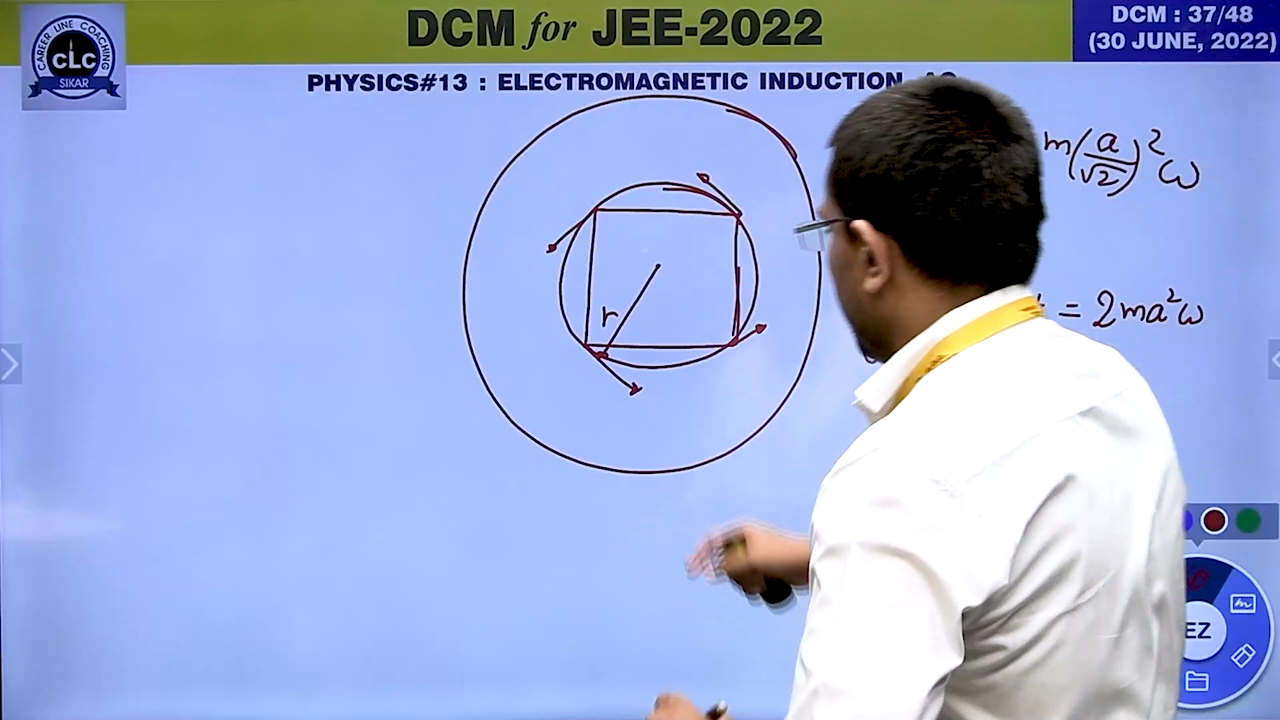 DCM for JEE-2022
DCM : 37/48
(30 JUNE, 2022)
CAREER LINE COACHING
CLC
SIKAR
PHYSICS#13 : ELECTROMAGNETIC INDUCTION
m(a/√2)²ω
= 2ma²ω
r
EZ